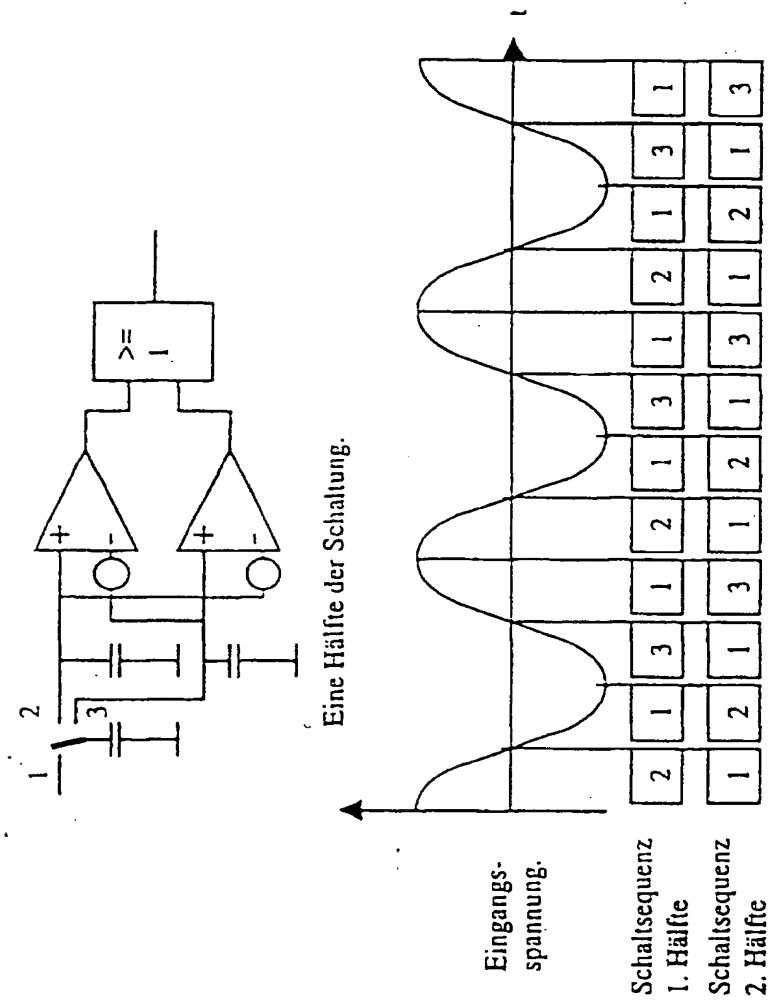 1 2
+
3
-
>=
1
+
-
Eine Hälfte der Schaltung.
Eingangs-
spannung.
t
Schaltsequenz
1. Hälfte
2 1 3 1 2 1 3 1 2 1 3 1
Schaltsequenz
2. Hälfte
1 2 1 3 1 2 1 3 1 2 1 3